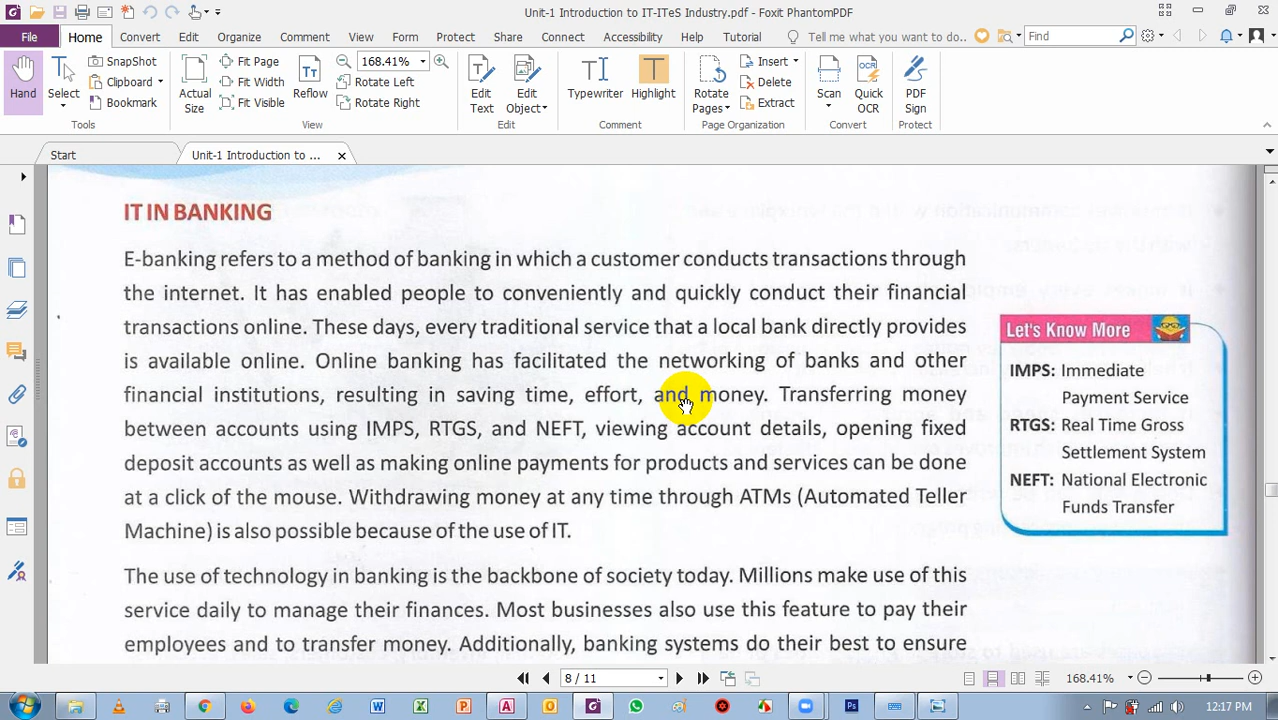 Unit-1 Introduction to IT-ITeS Industry.pdf - Foxit PhantomPDF
File Home Convert Edit Organize Comment View Form Protect Share Connect Accessibility Help Tutorial Tell me what you want to do.. Find
Hand
Select
SnapShot
Clipboard
Bookmark
Actual Size
Fit Page
Fit Width
Fit Visible
Reflow
168.41%
Rotate Left
Rotate Right
Edit Text
Edit Object
Typewriter
Highlight
Rotate Pages
Insert
Delete
Extract
Scan
Quick OCR
PDF Sign
Tools View Edit Comment Page Organization Convert Protect
Start Unit-1 Introduction to ...
IT IN BANKING
E-banking refers to a method of banking in which a customer conducts transactions through
the internet. It has enabled people to conveniently and quickly conduct their financial
transactions online. These days, every traditional service that a local bank directly provides
is available online. Online banking has facilitated the networking of banks and other
financial institutions, resulting in saving time, effort, and money. Transferring money
between accounts using IMPS, RTGS, and NEFT, viewing account details, opening fixed
deposit accounts as well as making online payments for products and services can be done
at a click of the mouse. Withdrawing money at any time through ATMs (Automated Teller
Machine) is also possible because of the use of IT.
The use of technology in banking is the backbone of society today. Millions make use of this
service daily to manage their finances. Most businesses also use this feature to pay their
employees and to transfer money. Additionally, banking systems do their best to ensure
Let's Know More
IMPS: Immediate
Payment Service
RTGS: Real Time Gross
Settlement System
NEFT: National Electronic
Funds Transfer
8 / 11
168.41%
12:17 PM